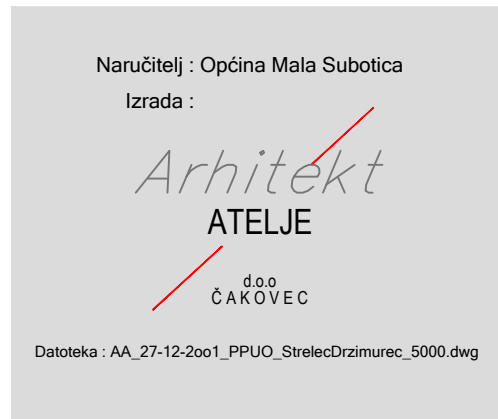 Naručitelj : Općina Mala Subotica
Izrada :
Arhitekt
ATELJE
d.o.o
ČAKOVEC
Datoteka : AA_27-12-2oo1_PPUO_StrelecDrzimurec_5000.dwg